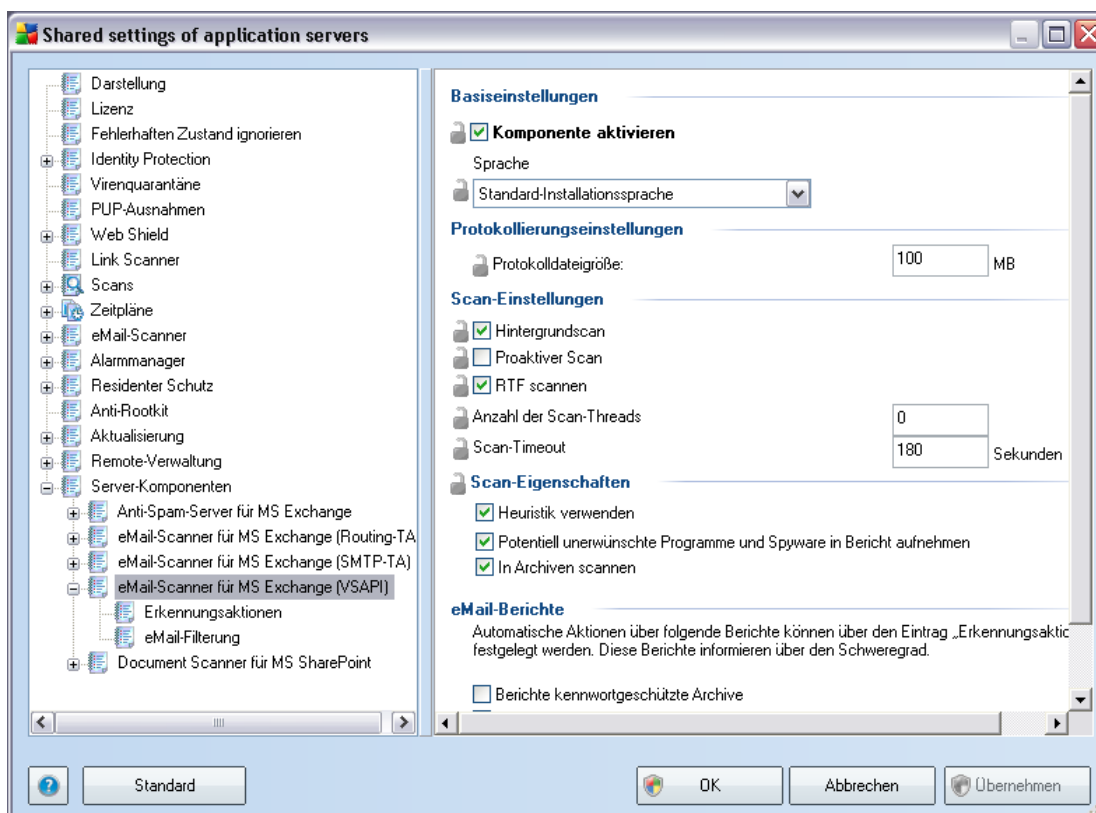 Shared settings of application servers
Darstellung
Lizenz
Fehlerhaften Zustand ignorieren
Identity Protection
Virenquarantäne
PUP-Ausnahmen
Web Shield
Link Scanner
Scans
Zeitpläne
eMail-Scanner
Alarmmanager
Residenter Schutz
Anti-Rootkit
Aktualisierung
Remote-Verwaltung
Server-Komponenten
Anti-Spam-Server für MS Exchange
eMail-Scanner für MS Exchange (Routing-TA
eMail-Scanner für MS Exchange (SMTP-TA)
eMail-Scanner für MS Exchange (VSAPI)
Erkennungsaktionen
eMail-Filterung
Document Scanner für MS SharePoint
Basiseinstellungen
Komponente aktivieren
Sprache
Standard-Installationssprache
Protokollierungseinstellungen
Protokolldateigröße: 100 MB
Scan-Einstellungen
Hintergrundscan
Proaktiver Scan
RTF scannen
Anzahl der Scan-Threads 0
Scan-Timeout 180 Sekunden
Scan-Eigenschaften
Heuristik verwenden
Potentiell unerwünschte Programme und Spyware in Bericht aufnehmen
In Archiven scannen
eMail-Berichte
Automatische Aktionen über folgende Berichte können über den Eintrag „Erkennungsaktio
festgelegt werden. Diese Berichte informieren über den Schweregrad.
Berichte kennwortgeschützte Archive
? Standard OK Abbrechen Übernehmen